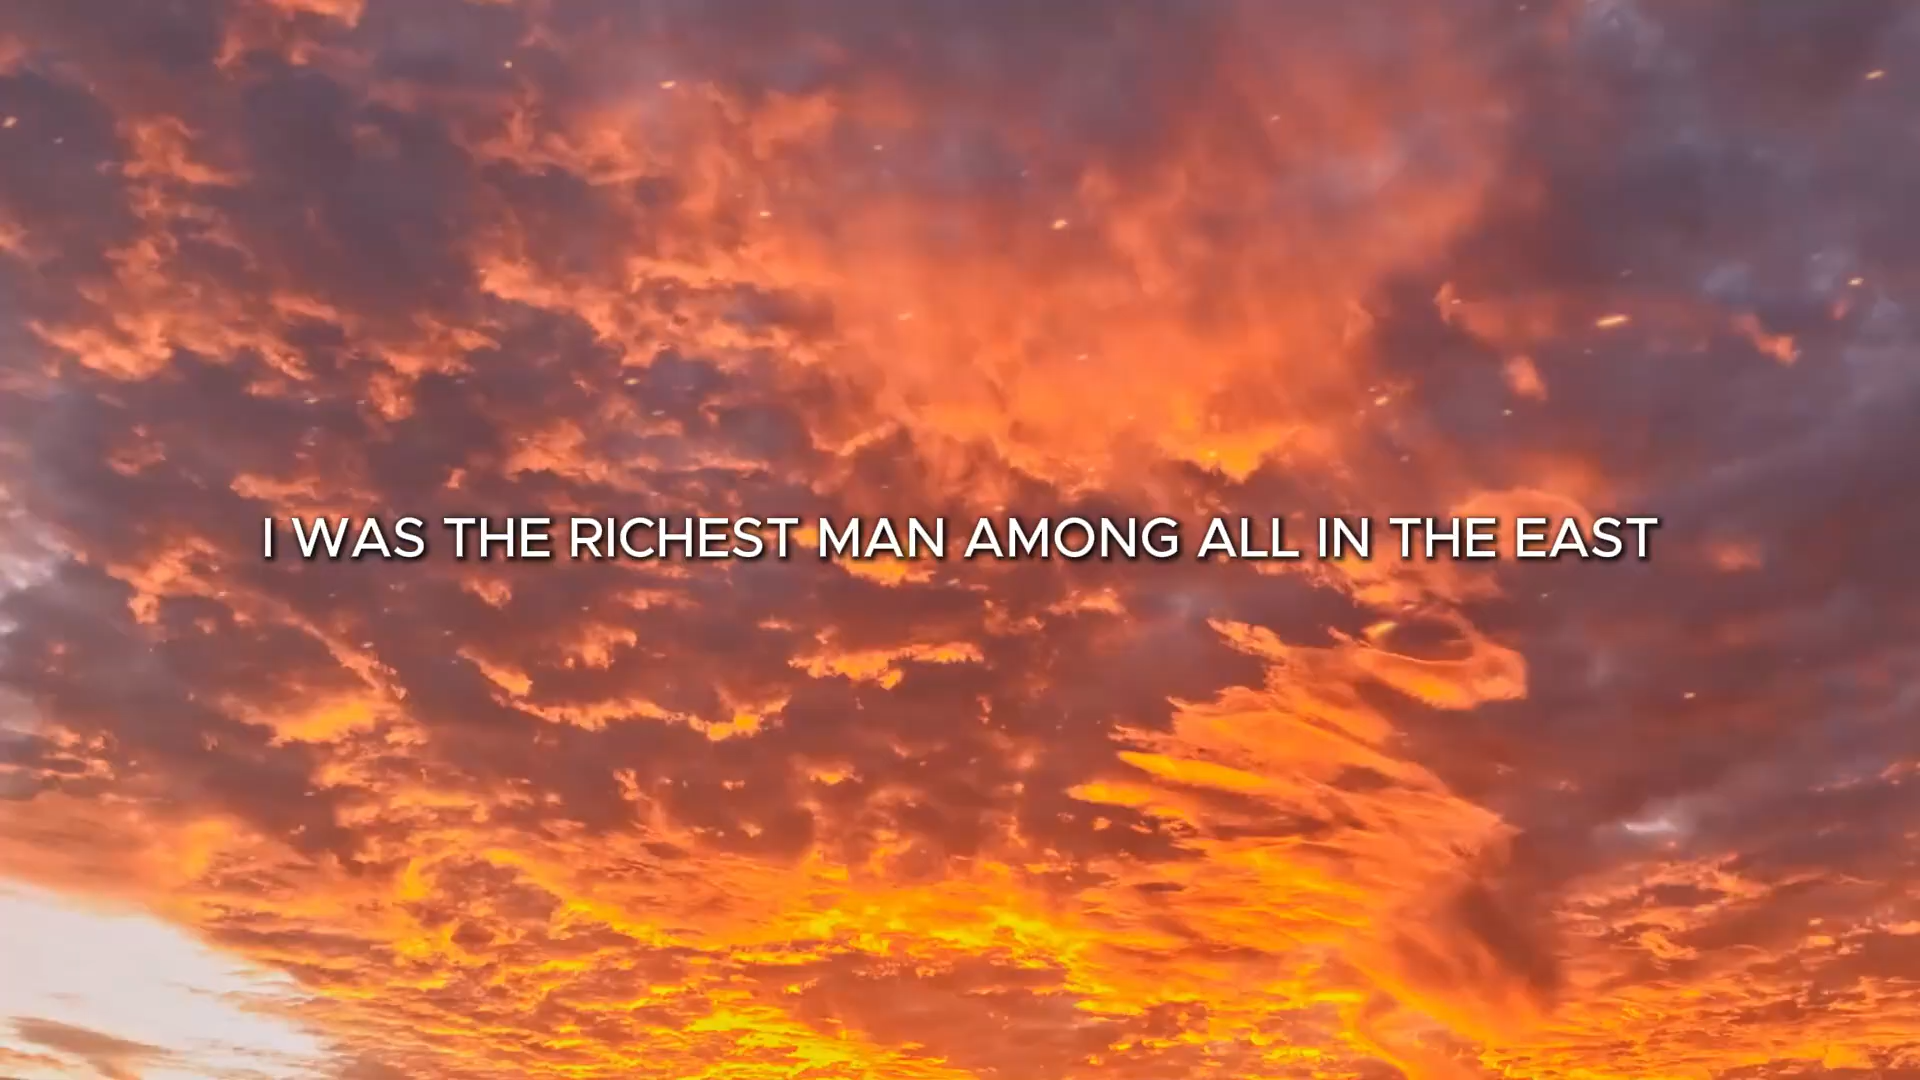 I WAS THE RICHEST MAN AMONG ALL IN THE EAST